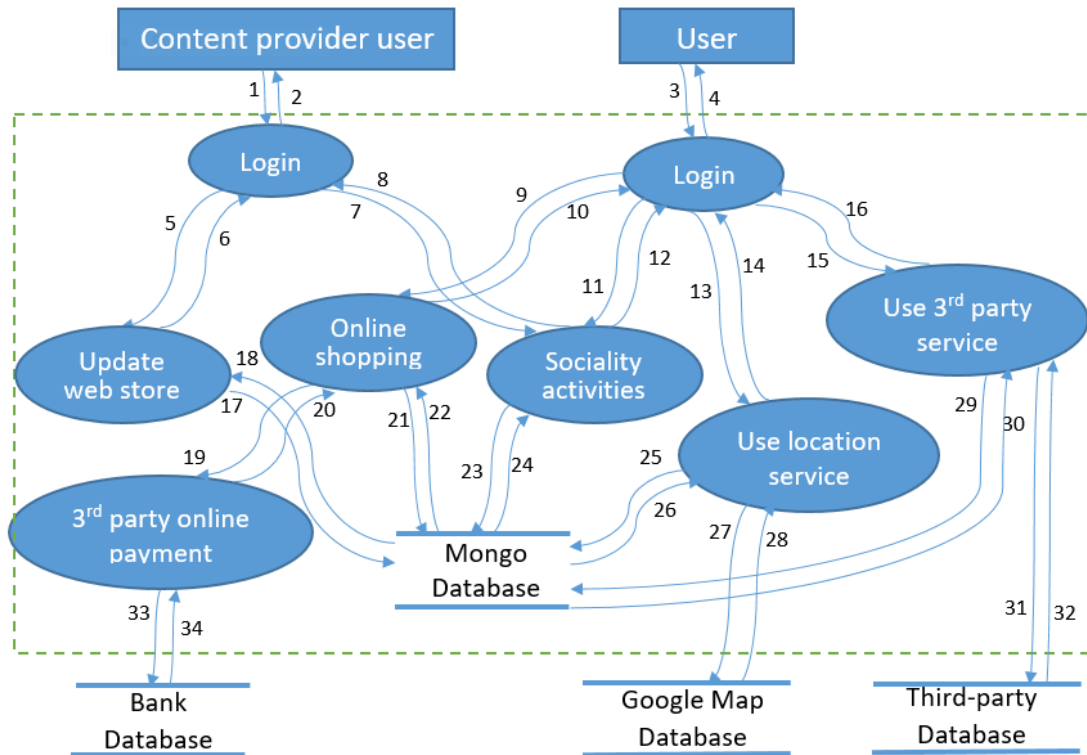 Content provider user
User
1
2
3
4
Login
Login
5
6
7
8
9
10
11
12
13
14
15
16
Update
web store
Online
shopping
Sociality
activities
Use 3rd party
service
Use location
service
17
18
19
20
21
22
23
24
25
26
27
28
29
30
31
32
3rd party online
payment
Mongo
Database
33
34
Bank
Database
Google Map
Database
Third-party
Database